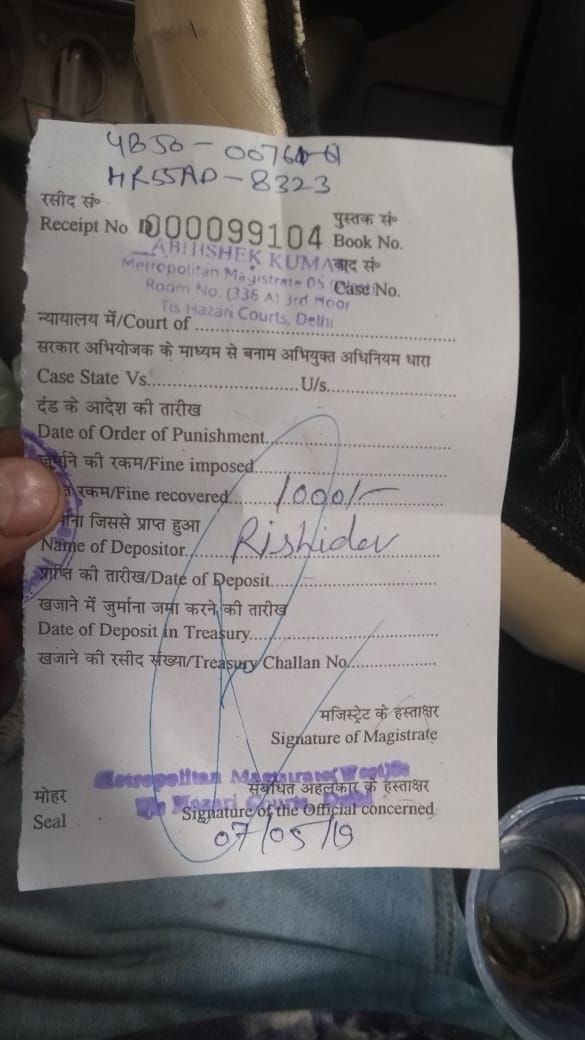 HR55AD-8323
रसीद सं॰
Receipt No 000099104
पुस्तक सं॰
Book No.
ABHISHEK KUMAR
वाद सं॰
Case No.
Metropolitan Magistrate 05
Room No. (336 A) 3rd Floor
Tis Hazari Courts, Delhi
न्यायालय में/Court of
सरकार अभियोजक के माध्यम से बनाम अभियुक्त अधिनियम धारा
Case State Vs. U/s.
दंड के आदेश की तारीख
Date of Order of Punishment
की रकम/Fine imposed
रकम/Fine recovered 1000/-
जिससे प्राप्त हुआ
Name of Depositor Rishidev
प्राप्ति की तारीख/Date of Deposit
खजाने में जुर्माना जमा करने की तारीख
Date of Deposit in Treasury
खजाने की रसीद संख्या/Treasury Challan No.
मजिस्ट्रेट के हस्ताक्षर
Signature of Magistrate
Metropolitan Magistrate(West)
संबंधित अहलकार के हस्ताक्षर
मोहर
Seal
Signature of the Official concerned
07/05/19